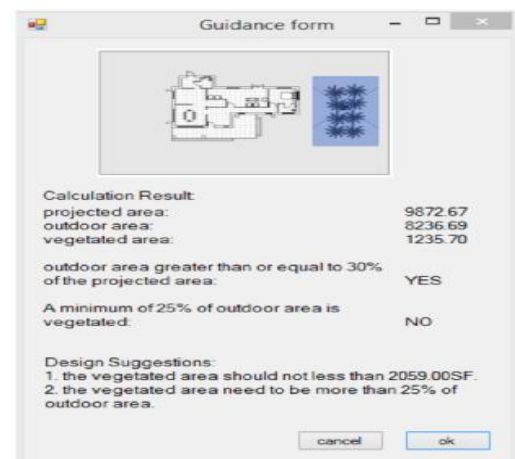 Guidance form
Calculation Result:
projected area: 9872.67
outdoor area: 8236.69
vegetated area: 1235.70
outdoor area greater than or equal to 30%
of the projected area: YES
A minimum of 25% of outdoor area is
vegetated: NO
Design Suggestions:
1. the vegetated area should not less than 2059.00SF.
2. the vegetated area need to be more than 25% of
outdoor area.
cancel ok